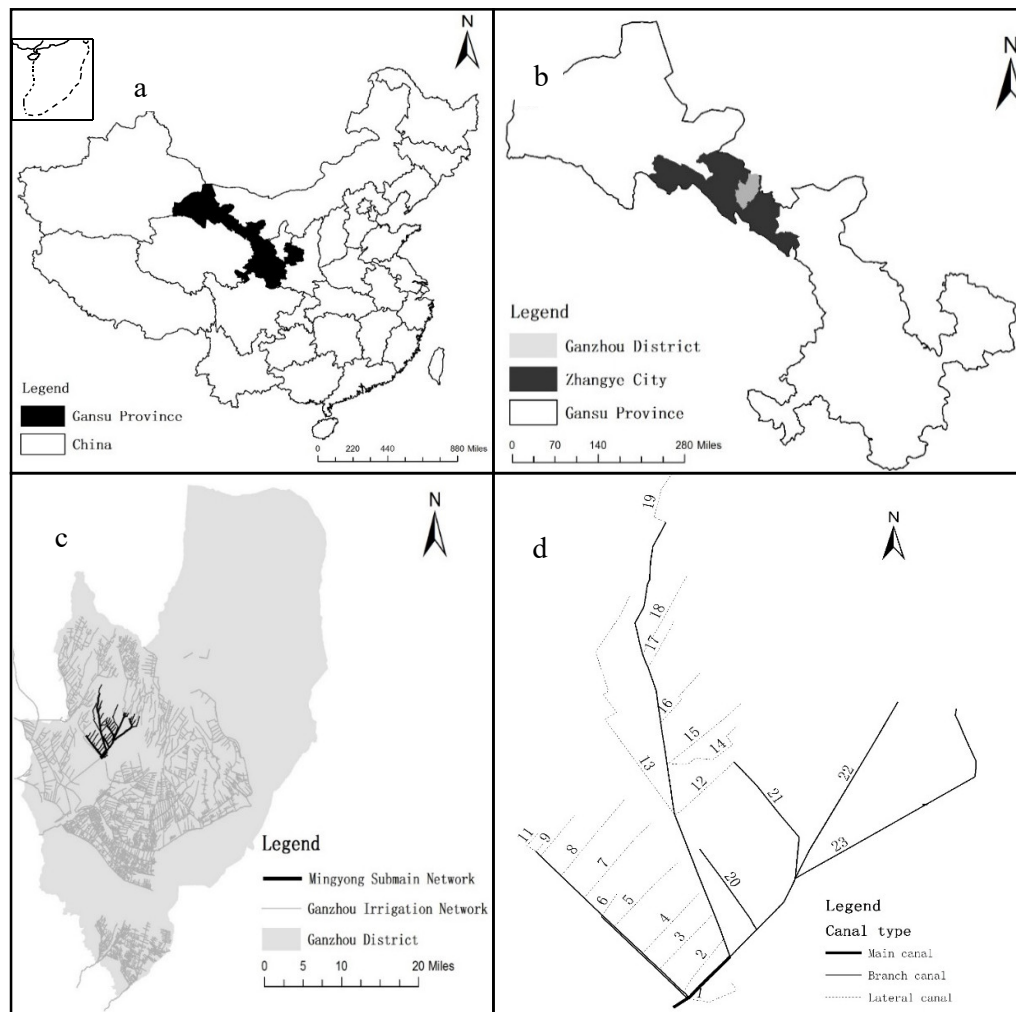 a
N
Legend
Gansu Province
China
0 220 440 880 Miles
b
N
Legend
Ganzhou District
Zhangye City
Gansu Province
0 70 140 280 Miles
c
N
Legend
Mingyong Submain Network
Ganzhou Irrigation Network
Ganzhou District
0 5 10 20 Miles
d
N
19
18
17
16
15
14
13
12
22
21
23
20
11
9
8
7
6
5
4
3
2
1
Legend
Canal type
Main canal
Branch canal
Lateral canal